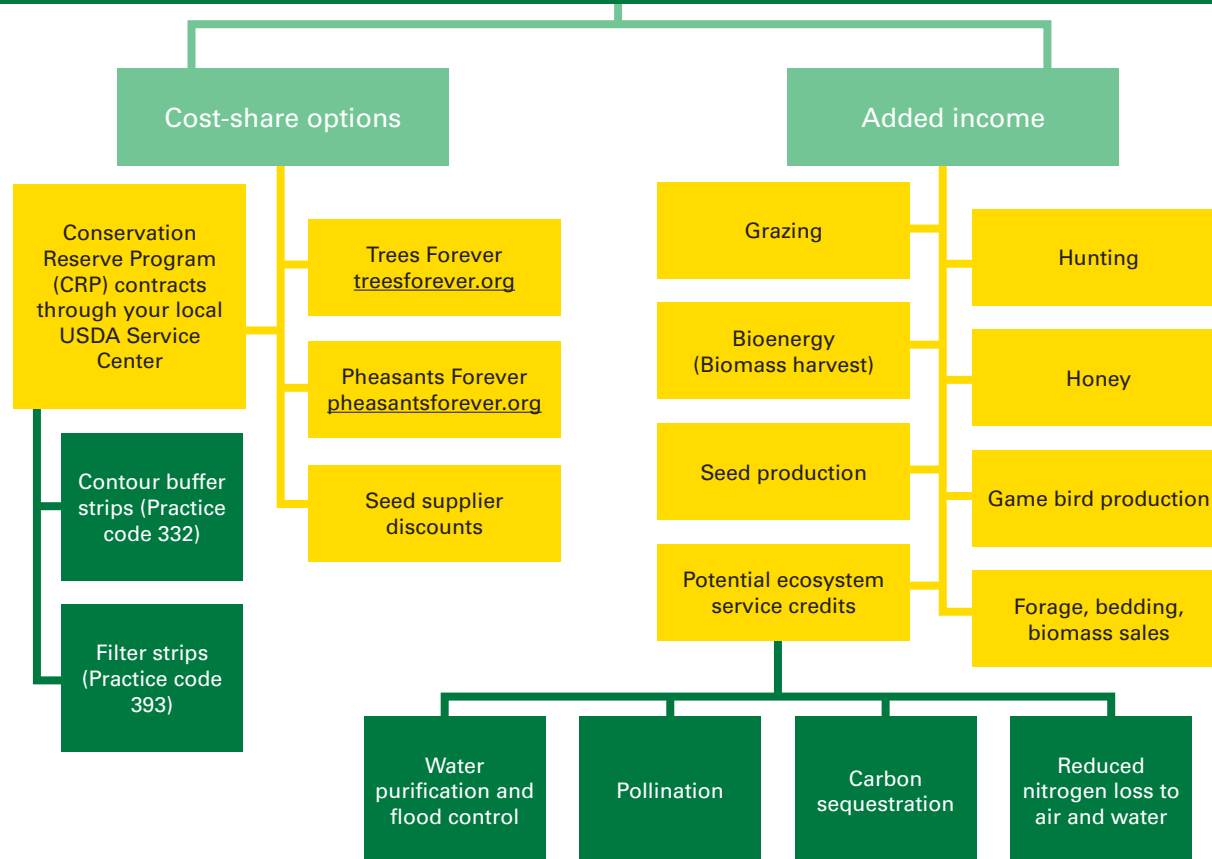 Cost-share options
Added income
Conservation
Reserve Program
(CRP) contracts
through your local
USDA Service
Center
Trees Forever
treesforever.org
Pheasants Forever
pheasantsforever.org
Seed supplier
discounts
Contour buffer
strips (Practice
code 332)
Filter strips
(Practice code
393)
Grazing
Hunting
Bioenergy
(Biomass harvest)
Honey
Seed production
Game bird production
Potential ecosystem
service credits
Forage, bedding,
biomass sales
Water
purification and
flood control
Pollination
Carbon
sequestration
Reduced
nitrogen loss to
air and water